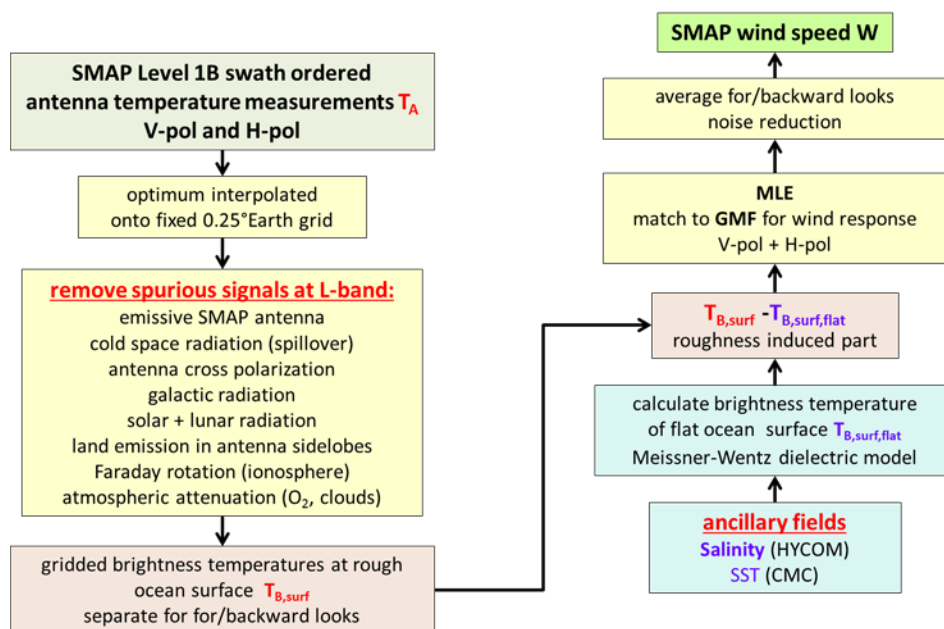 SMAP Level 1B swath ordered
antenna temperature measurements T_A
V-pol and H-pol
optimum interpolated
onto fixed 0.25°Earth grid
remove spurious signals at L-band:
emissive SMAP antenna
cold space radiation (spillover)
antenna cross polarization
galactic radiation
solar + lunar radiation
land emission in antenna sidelobes
Faraday rotation (ionosphere)
atmospheric attenuation (O₂, clouds)
gridded brightness temperatures at rough
ocean surface T_B,surf
separate for for/backward looks
SMAP wind speed W
average for/backward looks
noise reduction
MLE
match to GMF for wind response
V-pol + H-pol
T_B,surf -T_B,surf,flat
roughness induced part
calculate brightness temperature
of flat ocean surface T_B,surf,flat
Meissner-Wentz dielectric model
ancillary fields
Salinity (HYCOM)
SST (CMC)